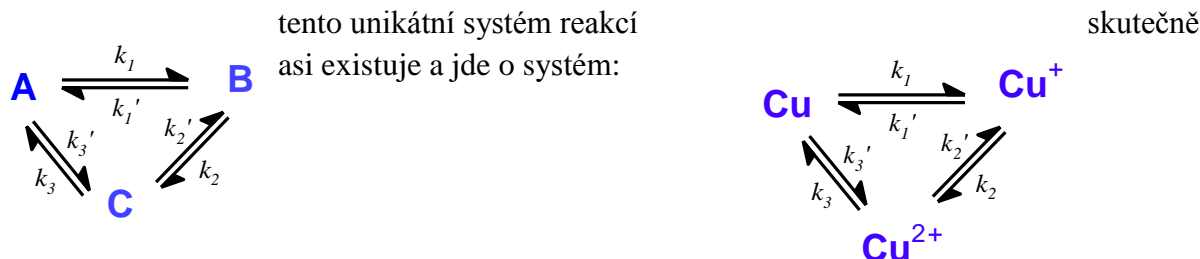 tento unikátní systém reakcí skutečně
asi existuje a jde o systém:
k₁
A B
k₁'
k₃' k₂'
k₃ k₂
C
k₁
Cu Cu⁺
k₁'
k₃' k₂'
k₃ k₂
Cu²⁺